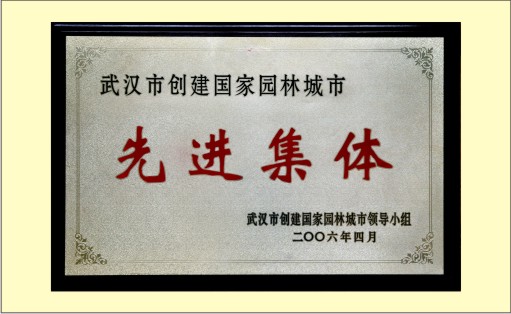 武汉市创建国家园林城市
先进集体
武汉市创建国家园林城市领导小组
二〇〇六年四月